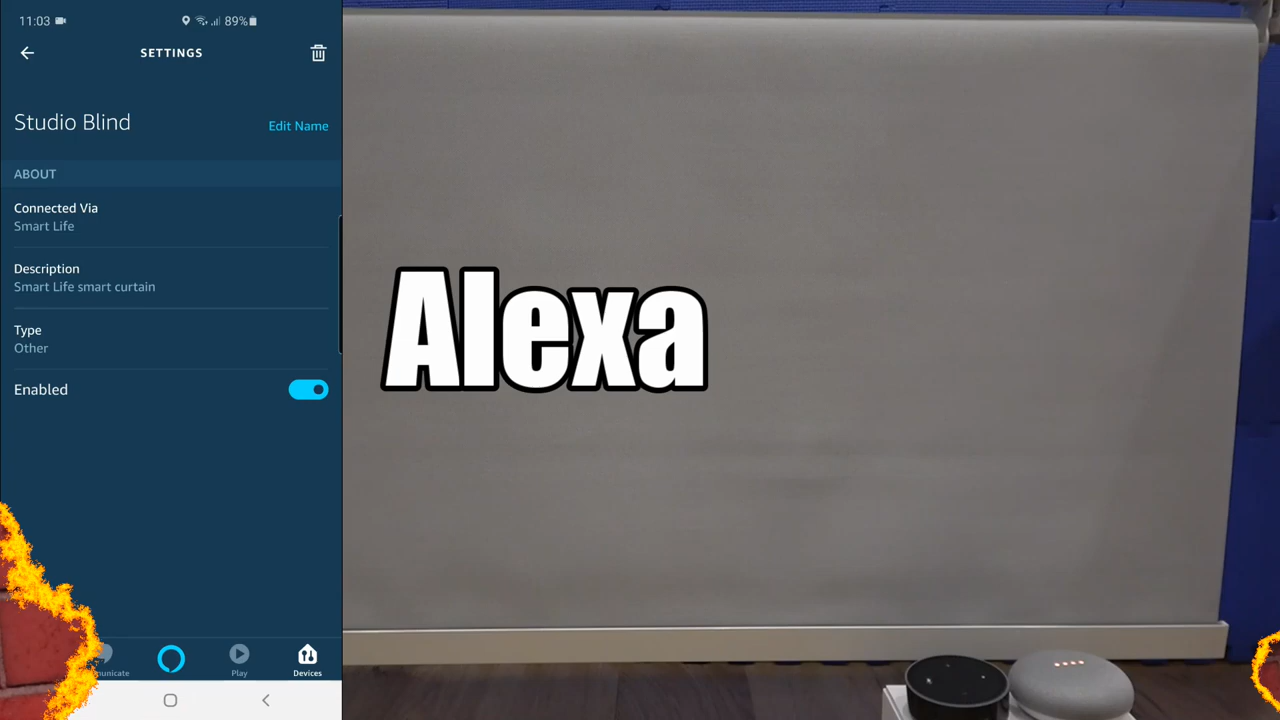 11:03 89%
SETTINGS
Studio Blind
Edit Name
ABOUT
Connected Via
Smart Life
Description
Smart Life smart curtain
Type
Other
Enabled
Alexa
Play
Devices